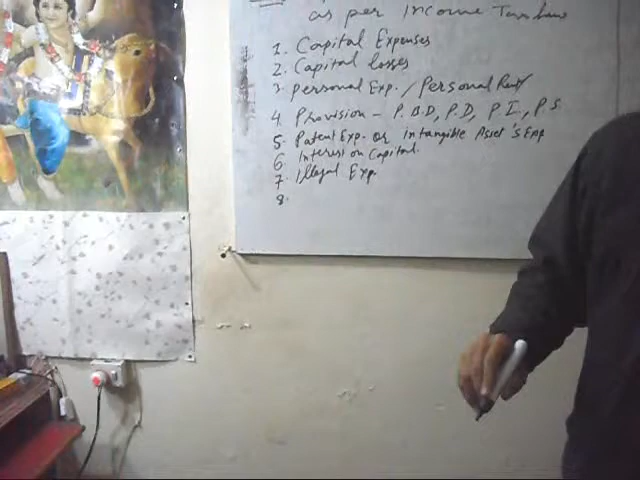 as per Income Tax Law
1. Capital Expenses
2. Capital losses
3. Personal Exp. / Personal
4. Provision - P.B.D, P.D, P.I, P.S.
5. Patent Exp. or Intangible Asset's Exp
6. Interest on Capital.
7. Illegal Exp.
8.